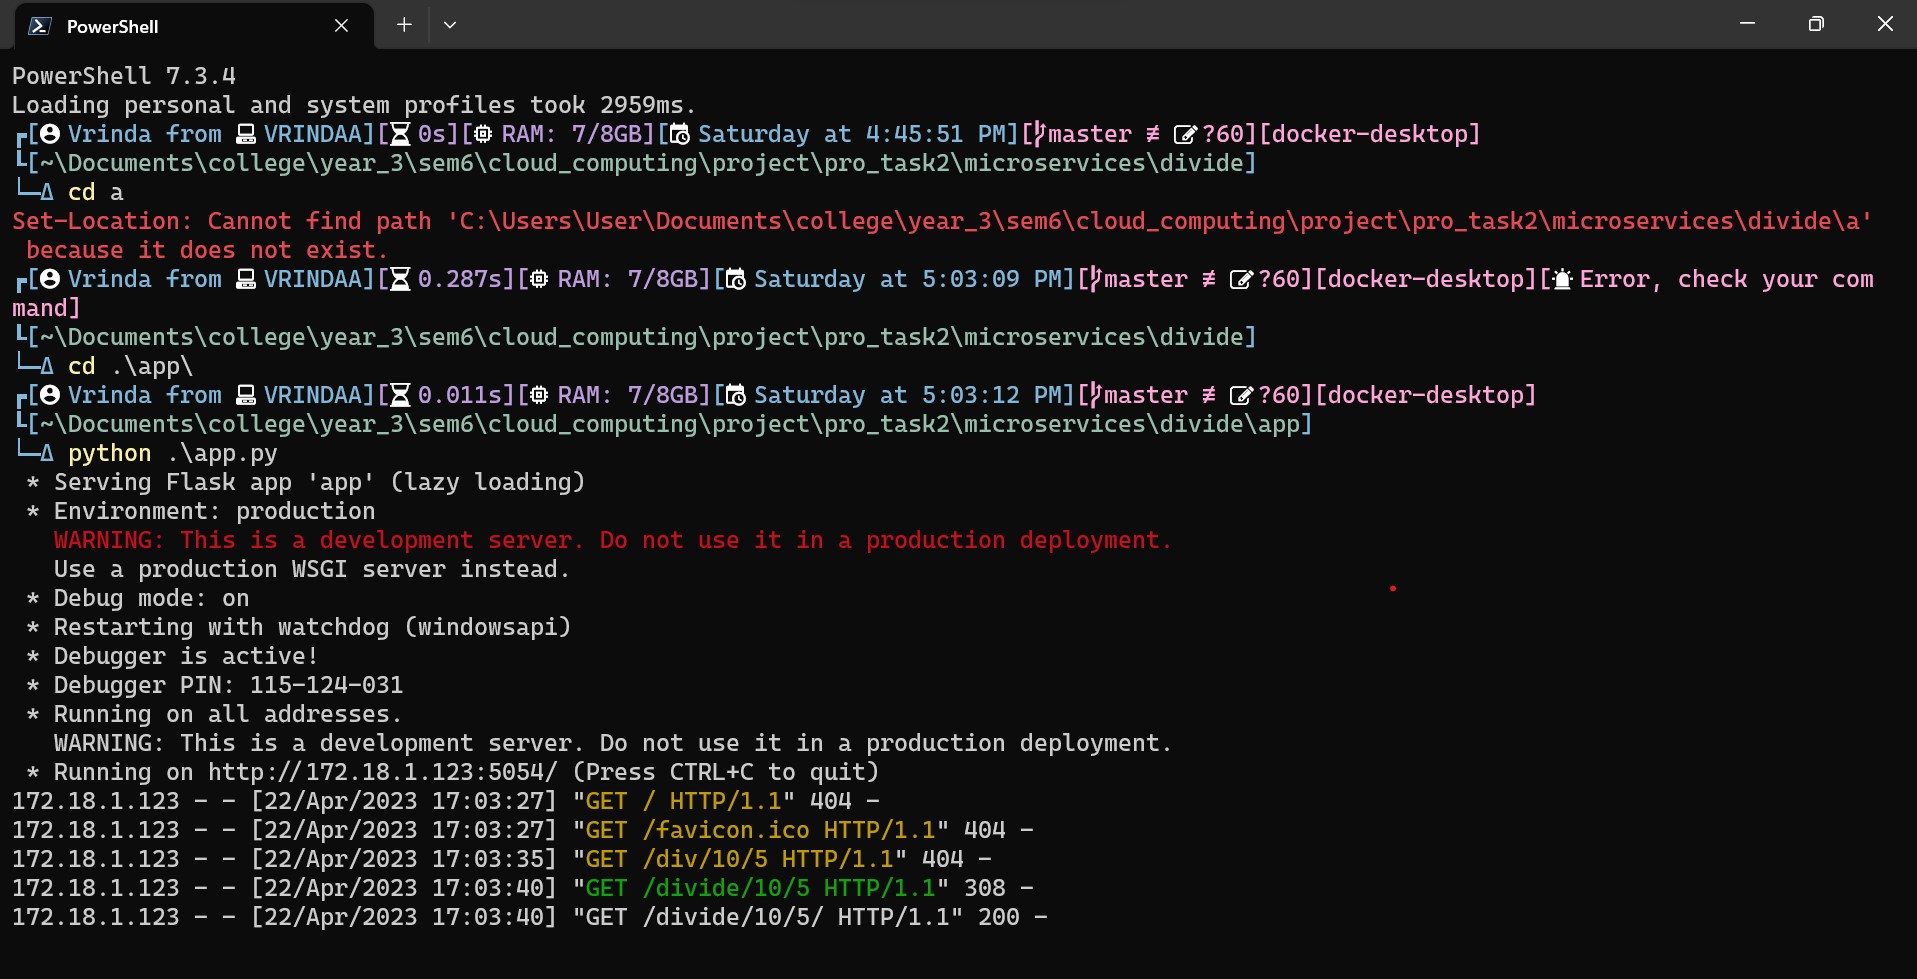 PowerShell
PowerShell 7.3.4
Loading personal and system profiles took 2959ms.
┏[Vrinda from VRINDAA][0s][RAM: 7/8GB][Saturday at 4:45:51 PM][master ≢ ?60][docker-desktop]
┖[~\Documents\college\year_3\sem6\cloud_computing\project\pro_task2\microservices\divide]
└─Δ cd a
Set-Location: Cannot find path 'C:\Users\User\Documents\college\year_3\sem6\cloud_computing\project\pro_task2\microservices\divide\a'
because it does not exist.
┏[Vrinda from VRINDAA][0.287s][RAM: 7/8GB][Saturday at 5:03:09 PM][master ≢ ?60][docker-desktop][Error, check your com
mand]
┖[~\Documents\college\year_3\sem6\cloud_computing\project\pro_task2\microservices\divide]
└─Δ cd .\app\
┏[Vrinda from VRINDAA][0.011s][RAM: 7/8GB][Saturday at 5:03:12 PM][master ≢ ?60][docker-desktop]
┖[~\Documents\college\year_3\sem6\cloud_computing\project\pro_task2\microservices\divide\app]
└─Δ python .\app.py
* Serving Flask app 'app' (lazy loading)
* Environment: production
WARNING: This is a development server. Do not use it in a production deployment.
Use a production WSGI server instead.
* Debug mode: on
* Restarting with watchdog (windowsapi)
* Debugger is active!
* Debugger PIN: 115-124-031
* Running on all addresses.
WARNING: This is a development server. Do not use it in a production deployment.
* Running on http://172.18.1.123:5054/ (Press CTRL+C to quit)
172.18.1.123 - - [22/Apr/2023 17:03:27] "GET / HTTP/1.1" 404 -
172.18.1.123 - - [22/Apr/2023 17:03:27] "GET /favicon.ico HTTP/1.1" 404 -
172.18.1.123 - - [22/Apr/2023 17:03:35] "GET /div/10/5 HTTP/1.1" 404 -
172.18.1.123 - - [22/Apr/2023 17:03:40] "GET /divide/10/5 HTTP/1.1" 308 -
172.18.1.123 - - [22/Apr/2023 17:03:40] "GET /divide/10/5/ HTTP/1.1" 200 -